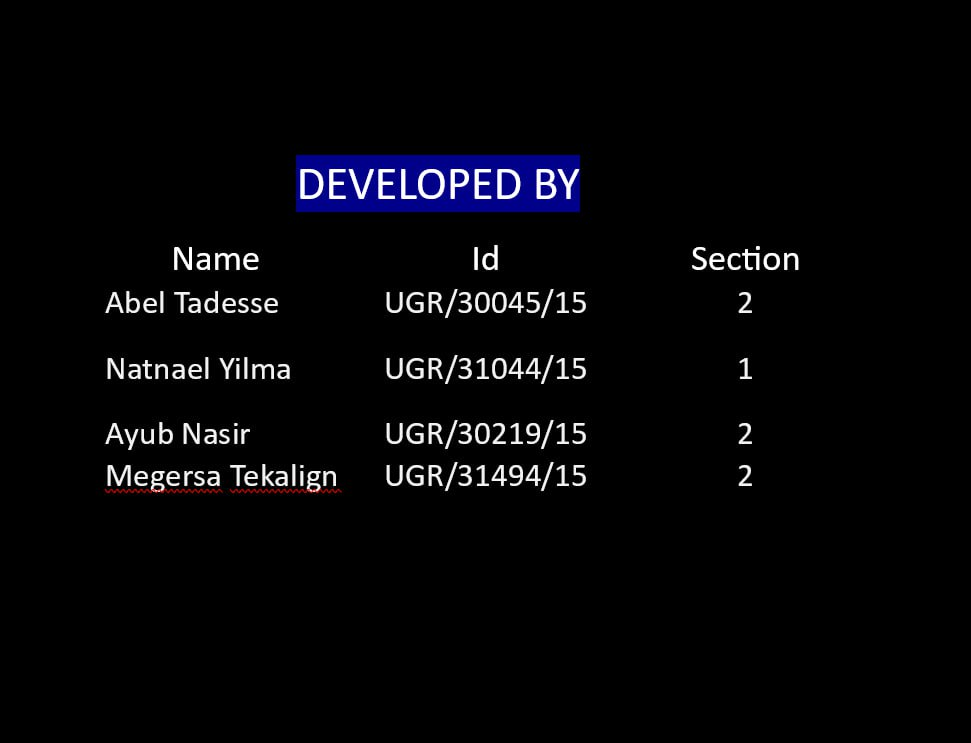 DEVELOPED BY
Name Id Section
Abel Tadesse UGR/30045/15 2
Natnael Yilma UGR/31044/15 1
Ayub Nasir UGR/30219/15 2
Megersa Tekalign UGR/31494/15 2